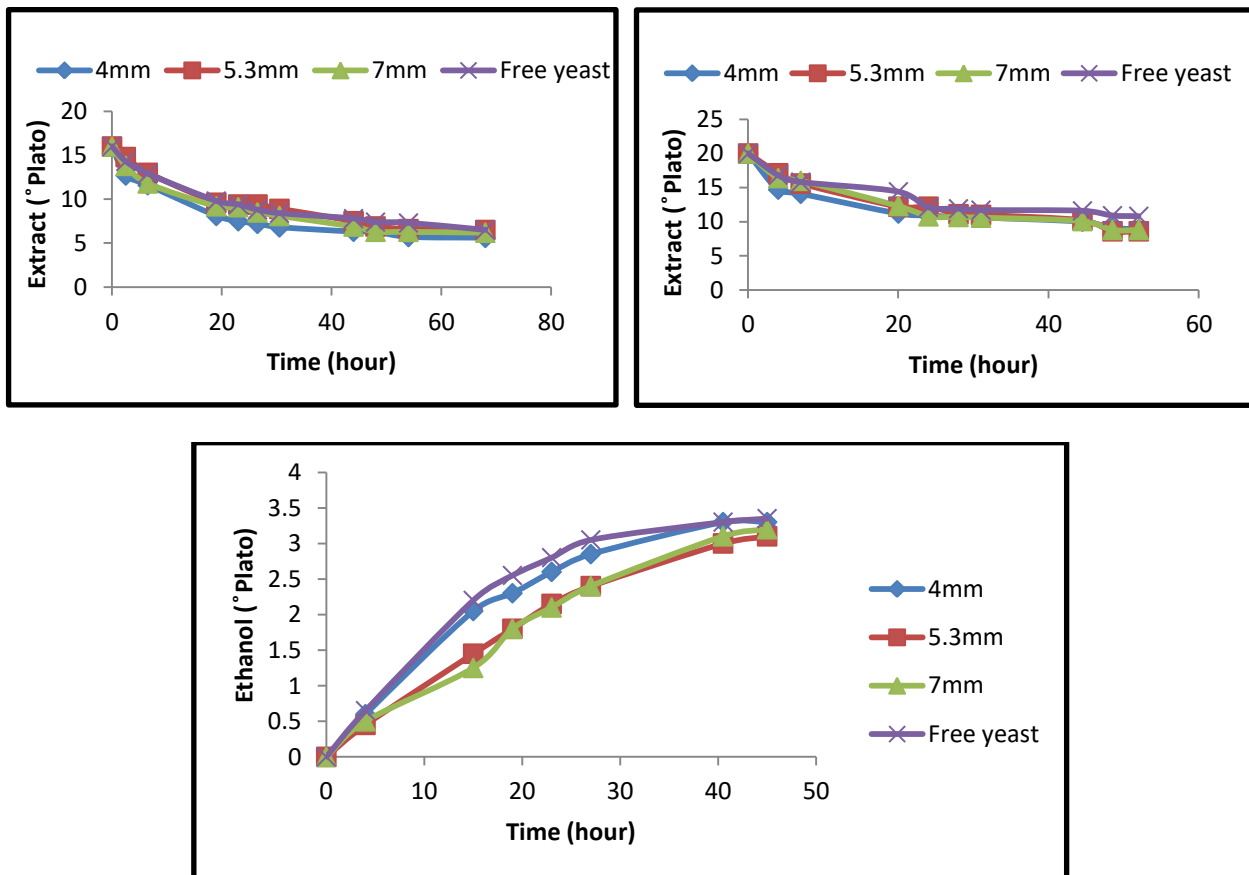 4mm 5.3mm 7mm Free yeast
20
15
10
5
0
Extract (˚Plato)
0 20 40 60 80
Time (hour)
4mm 5.3mm 7mm Free yeast
25
20
15
10
5
0
Extract (˚Plato)
0 20 40 60
Time (hour)
4
3.5
3
2.5
2
1.5
1
0.5
0
Ethanol (˚Plato)
0 10 20 30 40 50
Time (hour)
4mm
5.3mm
7mm
Free yeast